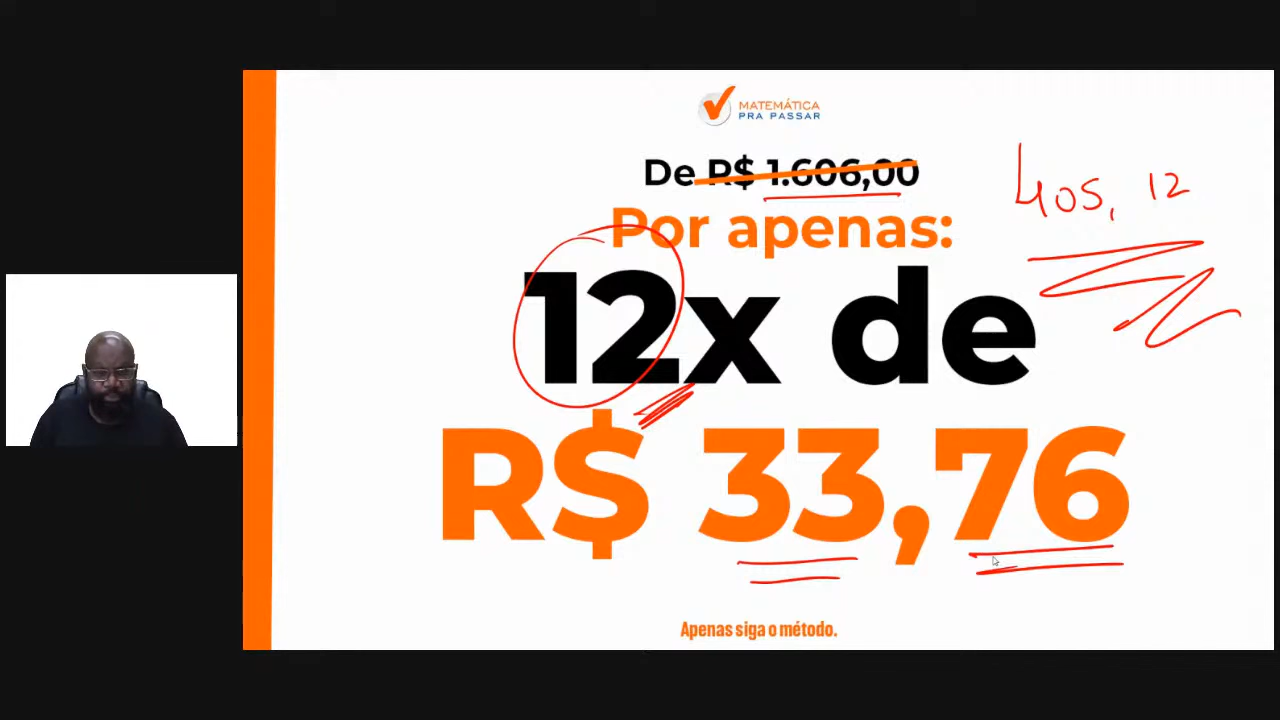 MATEMÁTICA
PRA PASSAR
De R$ 1.606,00
405,12
Por apenas:
12x de
R$ 33,76
Apenas siga o método.